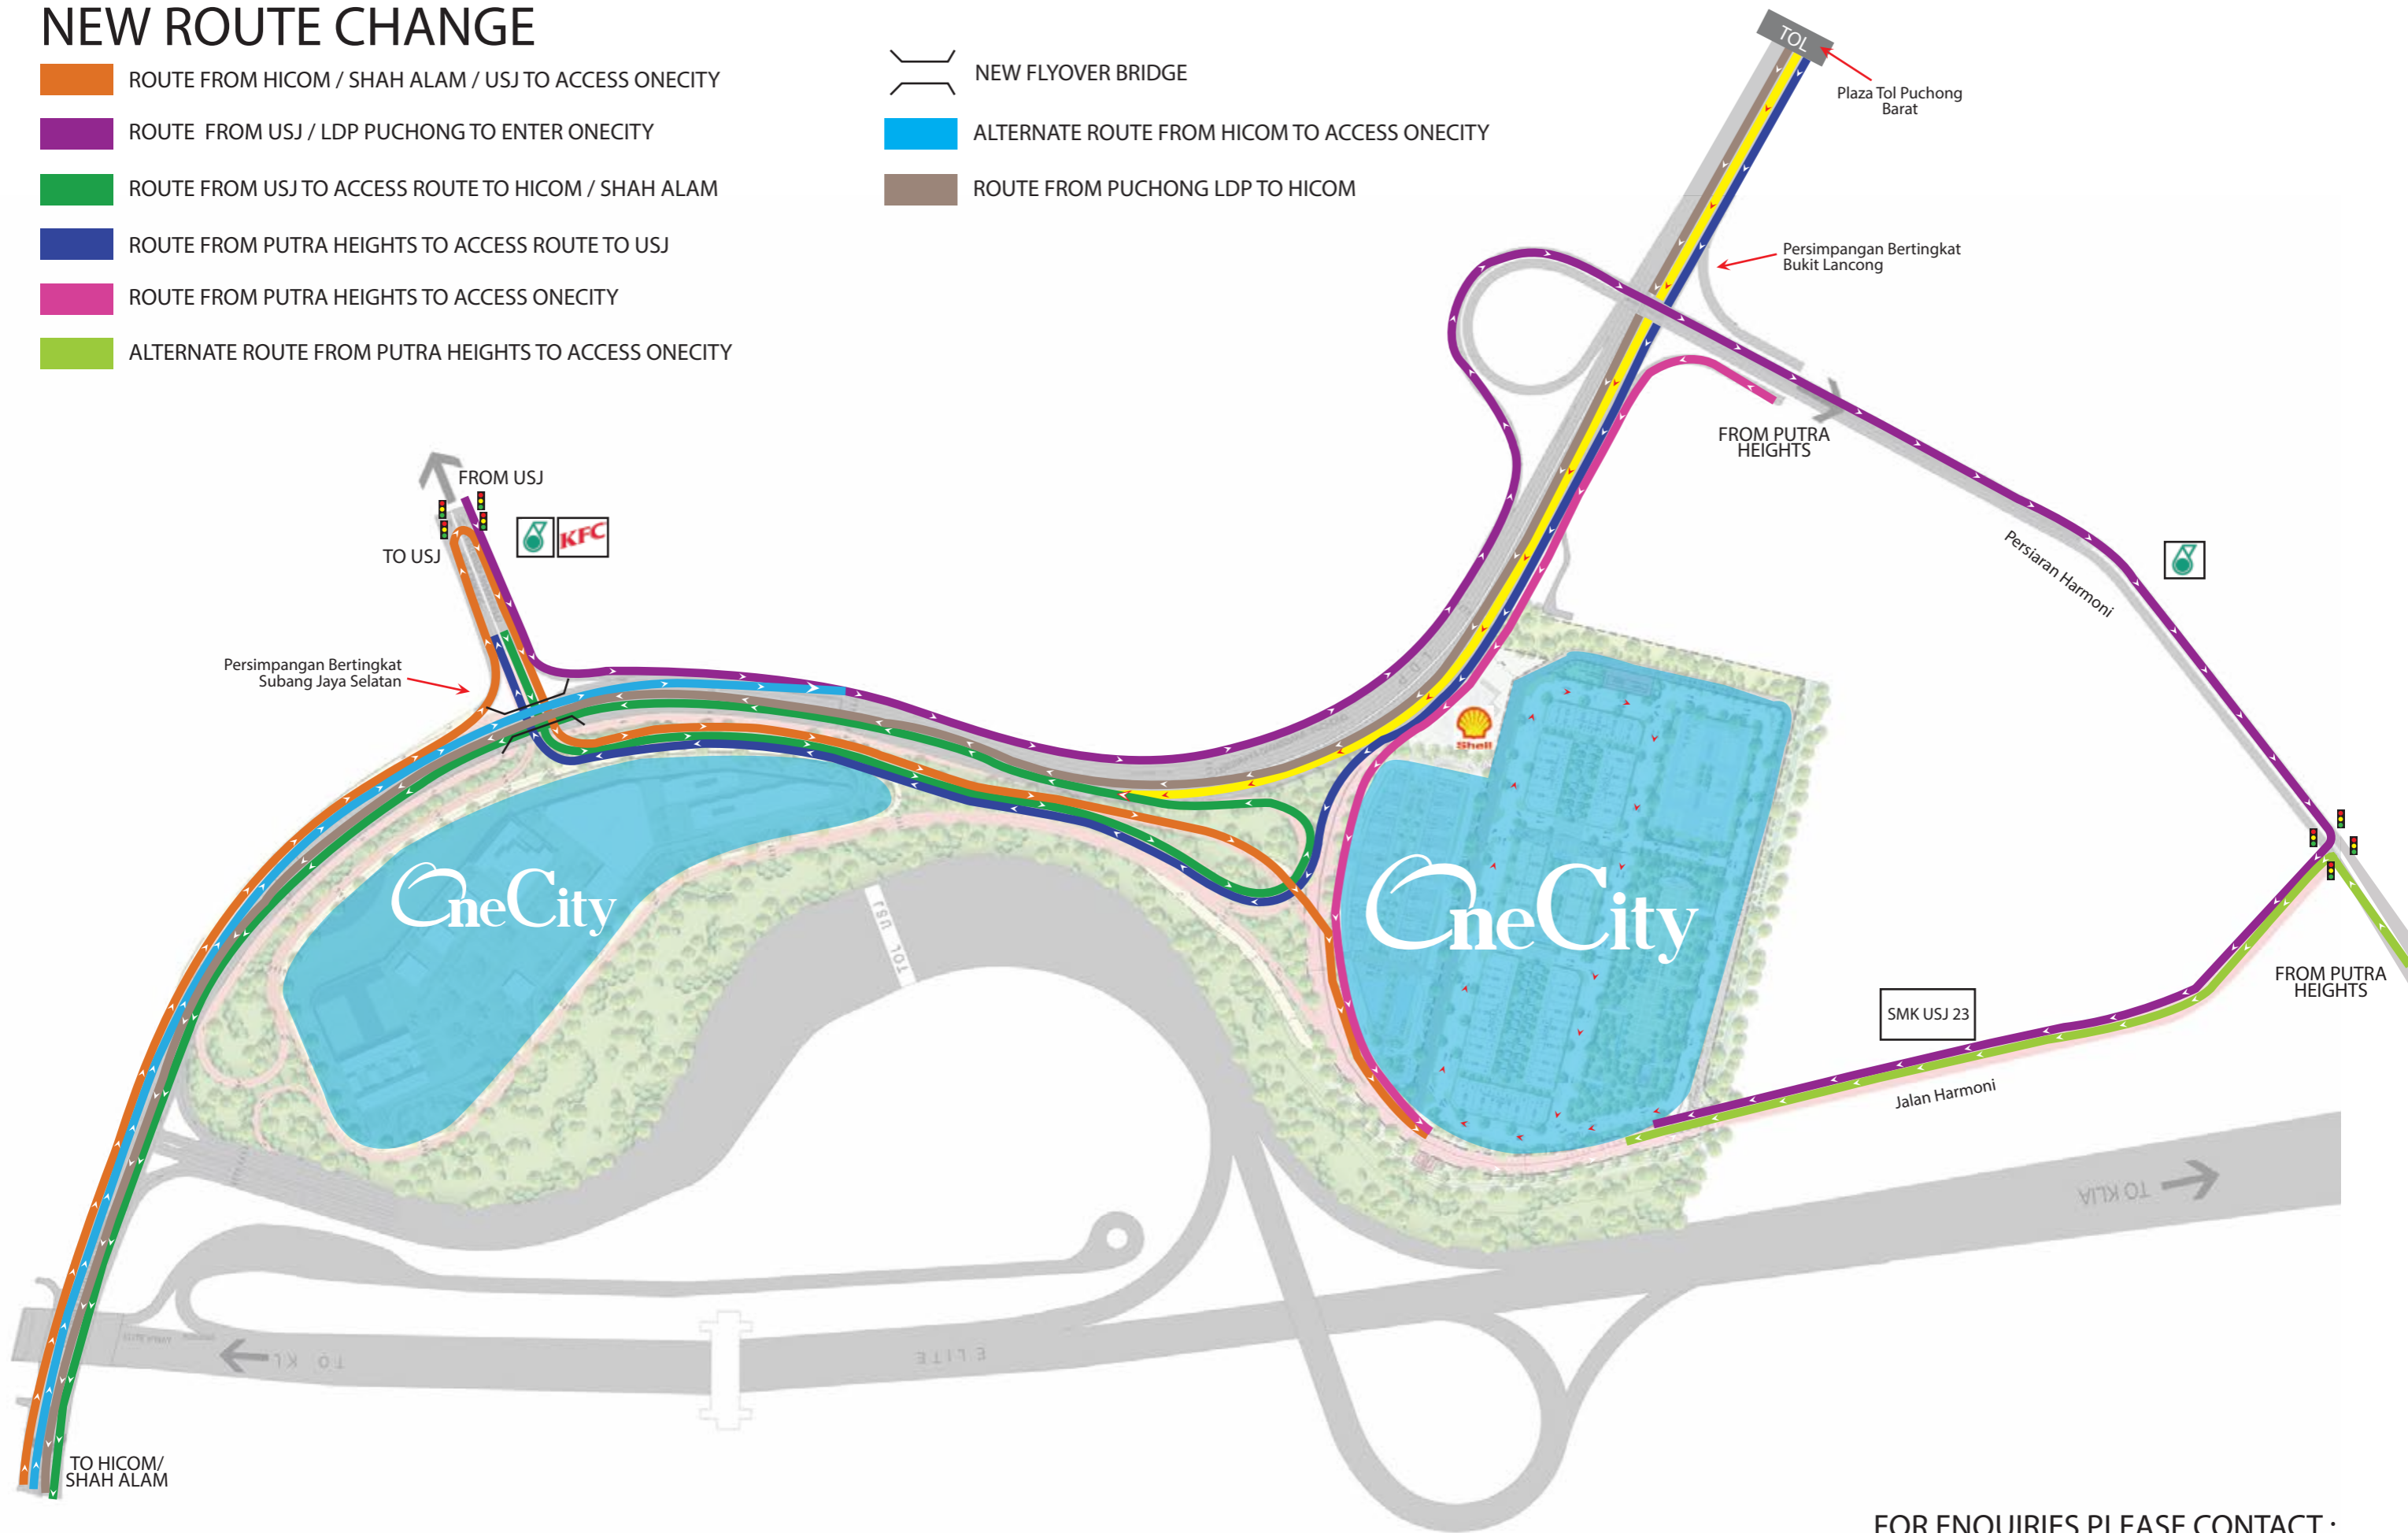 NEW ROUTE CHANGE
ROUTE FROM HICOM / SHAH ALAM / USJ TO ACCESS ONECITY
ROUTE FROM USJ / LDP PUCHONG TO ENTER ONECITY
ROUTE FROM USJ TO ACCESS ROUTE TO HICOM / SHAH ALAM
ROUTE FROM PUTRA HEIGHTS TO ACCESS ROUTE TO USJ
ROUTE FROM PUTRA HEIGHTS TO ACCESS ONECITY
ALTERNATE ROUTE FROM PUTRA HEIGHTS TO ACCESS ONECITY
NEW FLYOVER BRIDGE
ALTERNATE ROUTE FROM HICOM TO ACCESS ONECITY
ROUTE FROM PUCHONG LDP TO HICOM
TOL
Plaza Tol Puchong
Barat
Persimpangan Bertingkat
Bukit Lancong
FROM PUTRA
HEIGHTS
FROM USJ
KFC
TO USJ
Persiaran Harmoni
Persimpangan Bertingkat
Subang Jaya Selatan
Shell
OneCity
OneCity
TOL USJ
FROM PUTRA
HEIGHTS
SMK USJ 23
Jalan Harmoni
TO KLIA
TO KL
ELITE
TO HICOM/
SHAH ALAM
FOR ENQUIRIES PLEASE CONTACT :